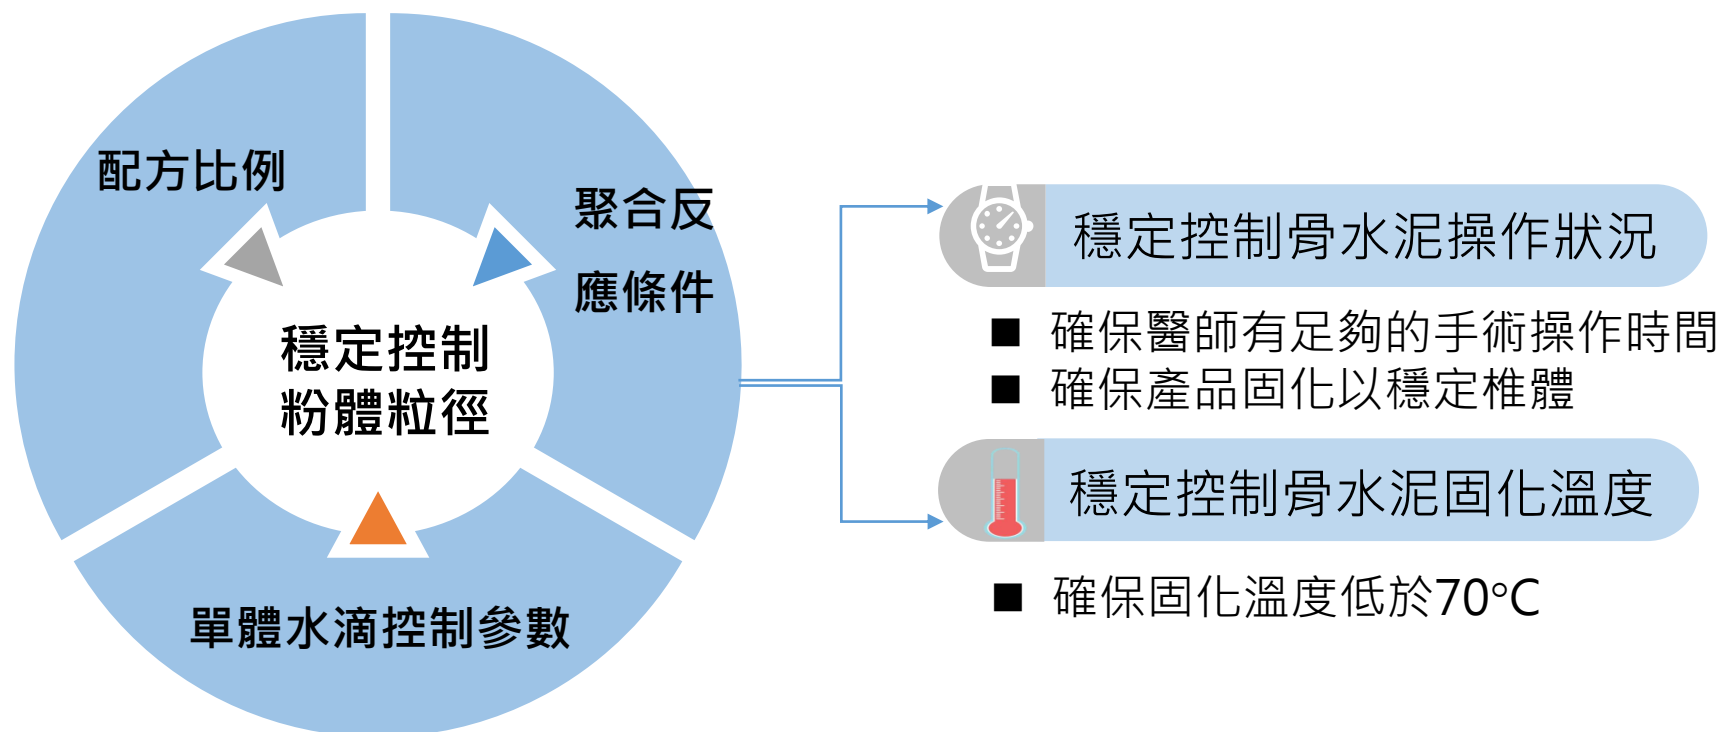 配方比例
聚合反
應條件
穩定控制
粉體粒徑
單體水滴控制參數
穩定控制骨水泥操作狀況
■ 確保醫師有足夠的手術操作時間
■ 確保產品固化以穩定椎體
穩定控制骨水泥固化溫度
■ 確保固化溫度低於70°C